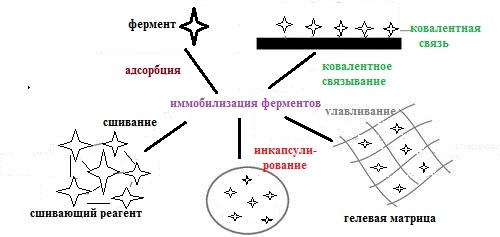 фермент
ковалентная
связь
адсорбция
ковалентное
связывание
иммобилизация ферментов
улавливание
сшивание
инкапсули-
рование
сшивающий реагент
гелевая матрица